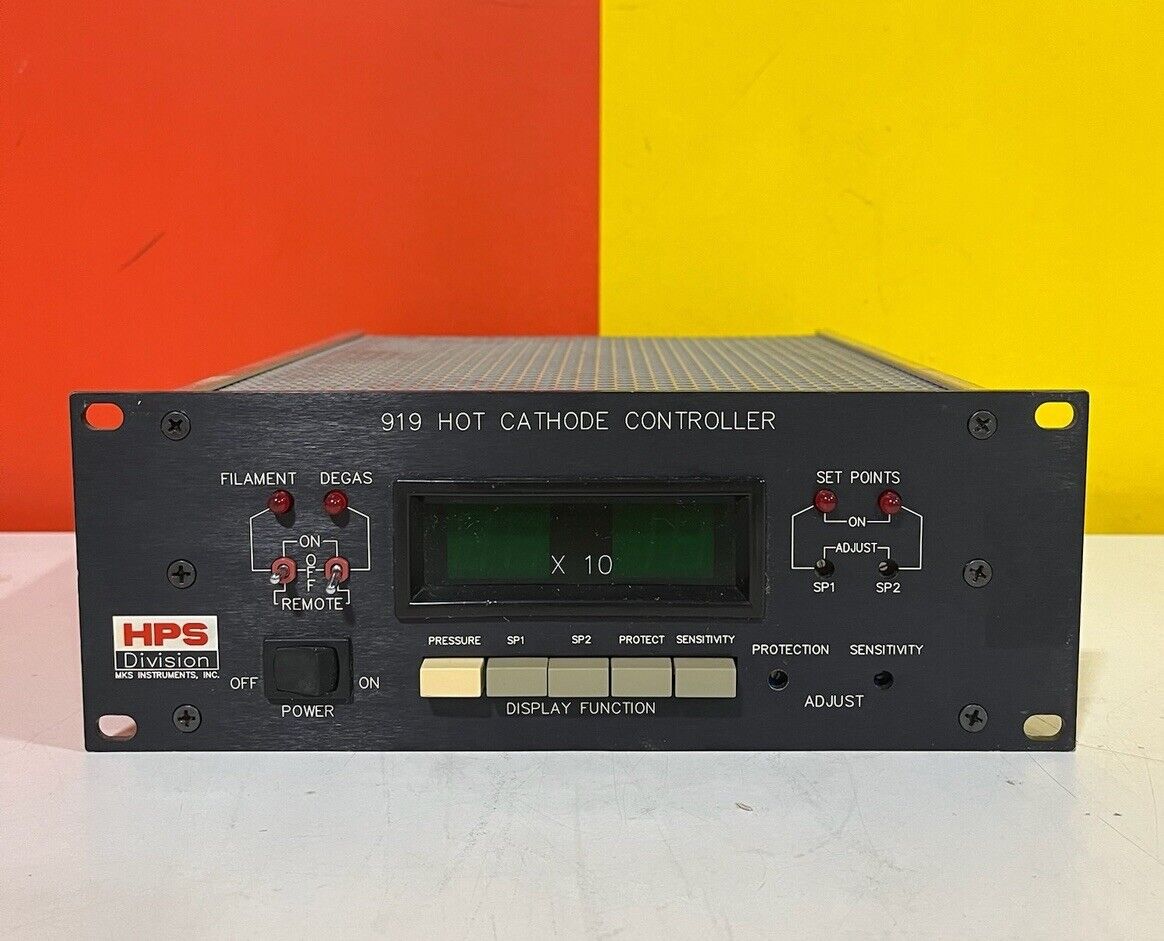 919 HOT CATHODE CONTROLLER
FILAMENT DEGAS
ON
OFF
REMOTE
X 10
SET POINTS
ON
ADJUST
SP1 SP2
HPS
Division
MKS INSTRUMENTS, INC.
OFF ON
POWER
PRESSURE SP1 SP2 PROTECT SENSITIVITY
DISPLAY FUNCTION
PROTECTION SENSITIVITY
ADJUST